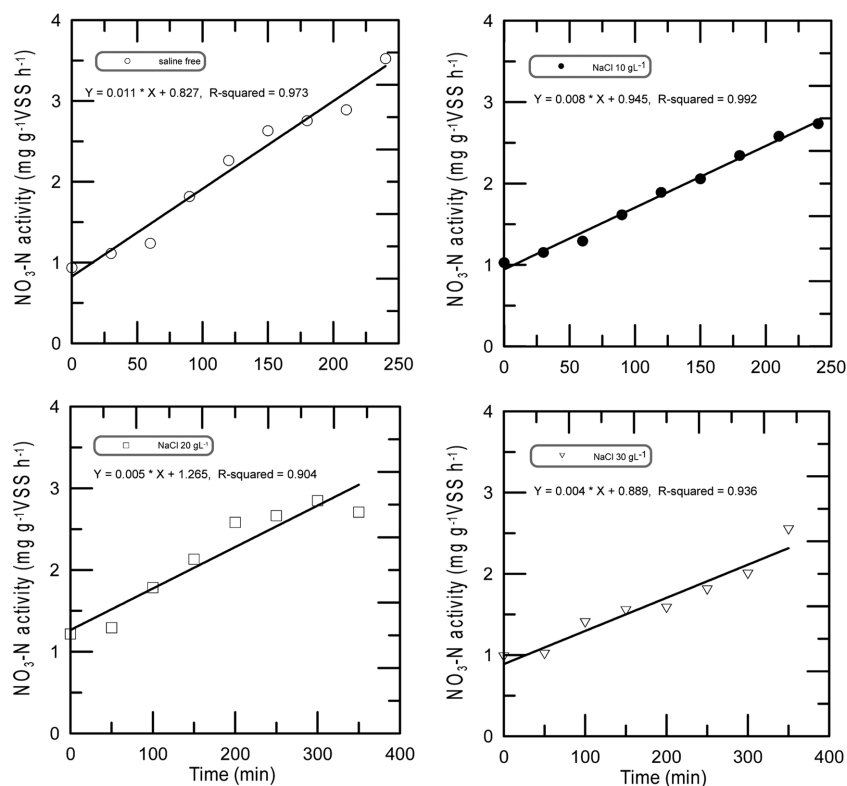 4
3
2
1
0
NO₃-N activity (mg g⁻¹VSS h⁻¹)
saline free
Y = 0.011 * X + 0.827, R-squared = 0.973
0 50 100 150 200 250
4
3
2
1
0
NO₃-N activity (mg g⁻¹VSS h⁻¹)
NaCl 10 gL⁻¹
Y = 0.008 * X + 0.945, R-squared = 0.992
0 50 100 150 200 250
4
3
2
1
0
NO₃-N activity (mg g⁻¹VSS h⁻¹)
NaCl 20 gL⁻¹
Y = 0.005 * X + 1.265, R-squared = 0.904
0 100 200 300 400
Time (min)
4
3
2
1
0
NO₃-N activity (mg g⁻¹VSS h⁻¹)
NaCl 30 gL⁻¹
Y = 0.004 * X + 0.889, R-squared = 0.936
0 100 200 300 400
Time (min)